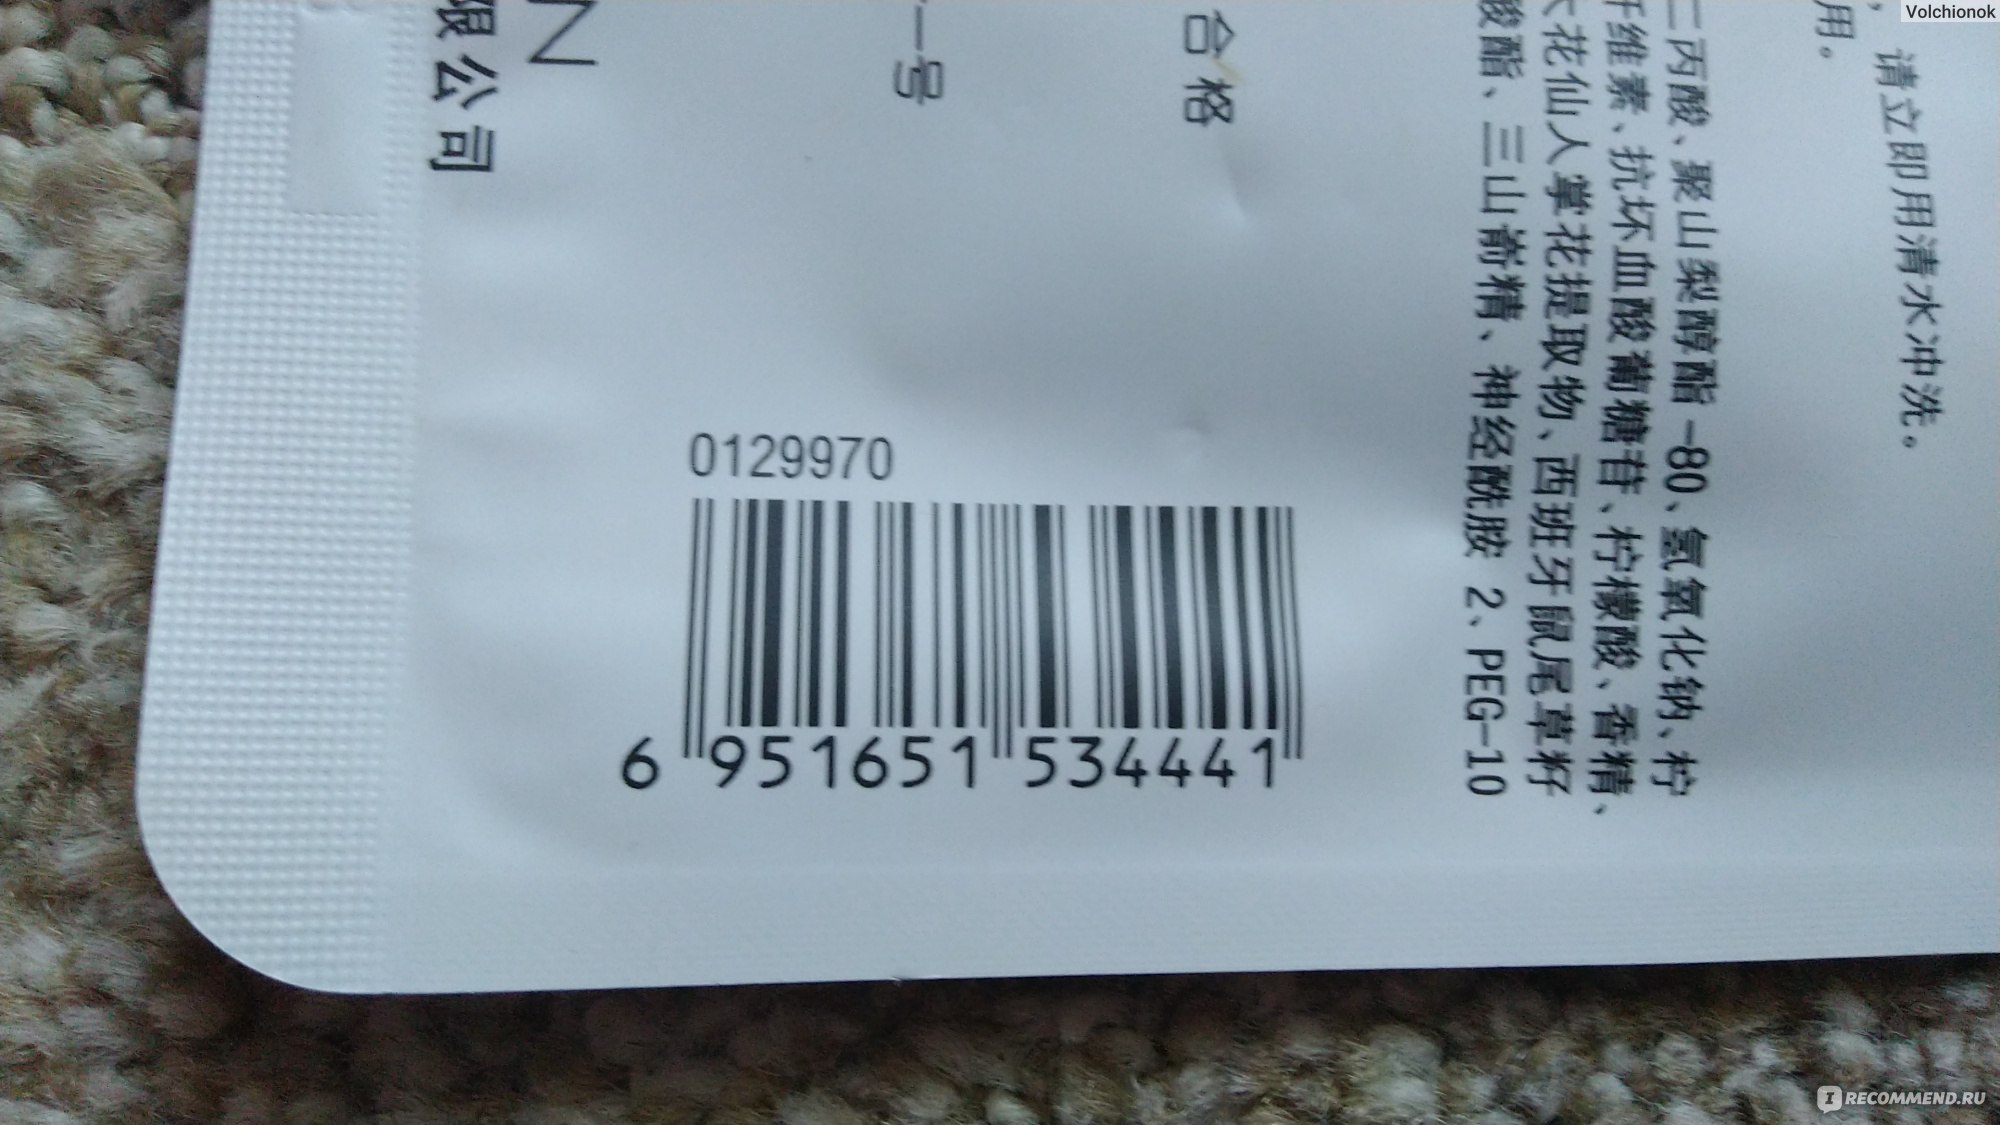 Volchionok
限公司
N
一号
合格
用。
，请立即用清水冲洗。
二丙酸、聚山梨醇酯-80、氢氧化钠、柠
纤维素、抗坏血酸葡糖苷、柠檬酸、香精、
大花仙人掌花提取物、西班牙鼠尾草籽
酸酯、三山嵛精、神经酰胺 2、PEG-10
0129970
6 951651 534441
RECOMMEND.RU